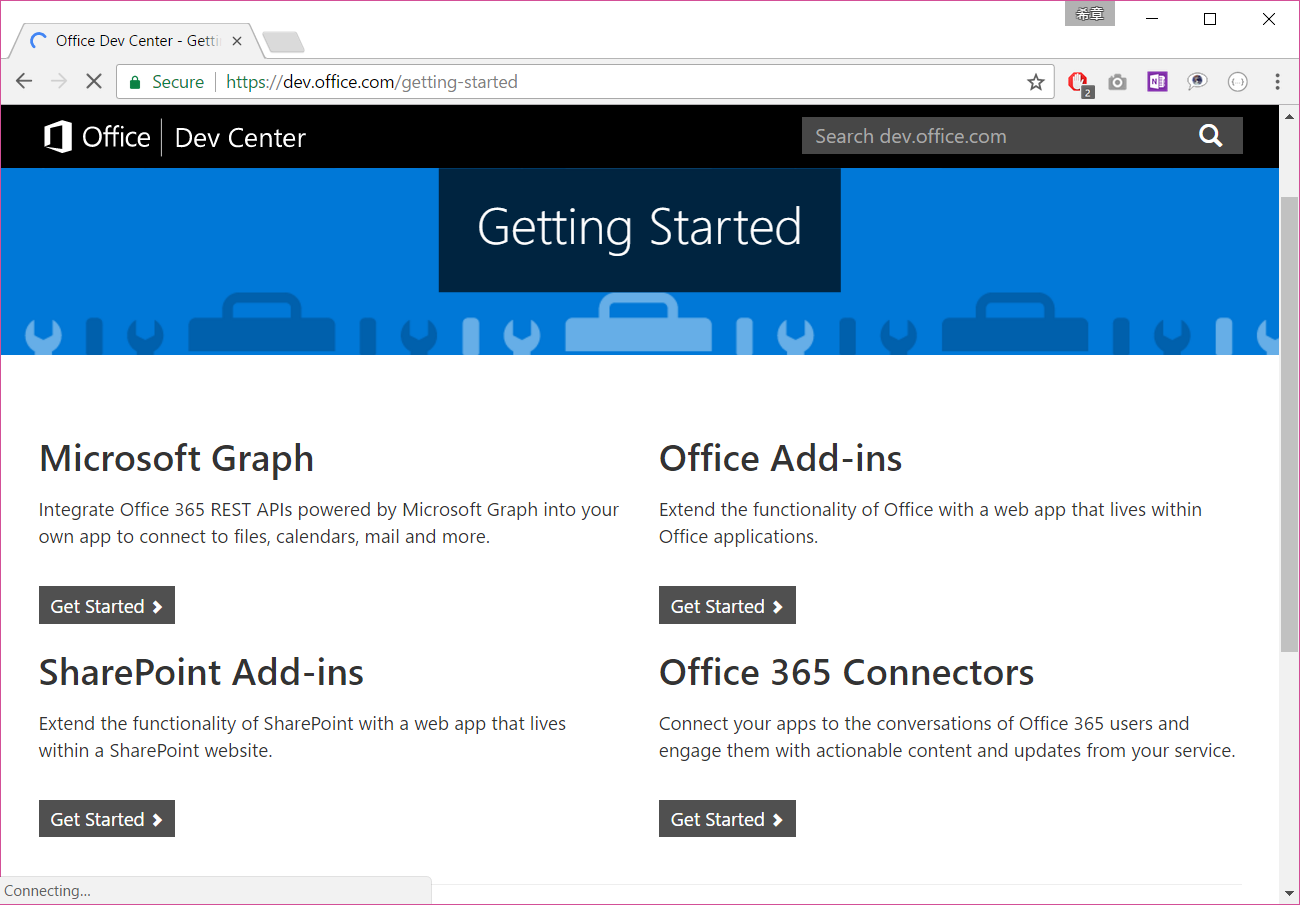 希章
Office Dev Center - Getti
Secure https://dev.office.com/getting-started
2
Office Dev Center
Search dev.office.com
Getting Started
Microsoft Graph
Integrate Office 365 REST APIs powered by Microsoft Graph into your
own app to connect to files, calendars, mail and more.
Get Started
Office Add-ins
Extend the functionality of Office with a web app that lives within
Office applications.
Get Started
SharePoint Add-ins
Extend the functionality of SharePoint with a web app that lives
within a SharePoint website.
Get Started
Office 365 Connectors
Connect your apps to the conversations of Office 365 users and
engage them with actionable content and updates from your service.
Get Started
Connecting...